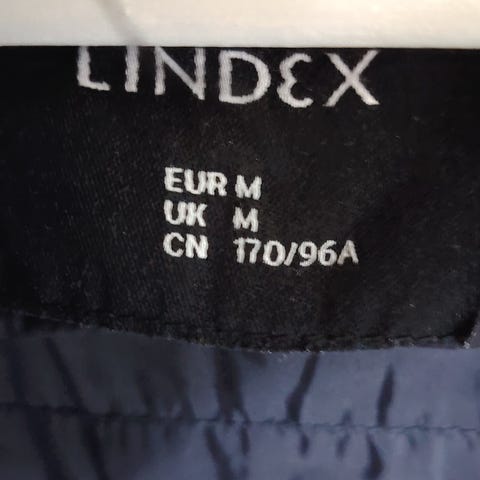 LINDEX
EUR M
UK M
CN 170/96A